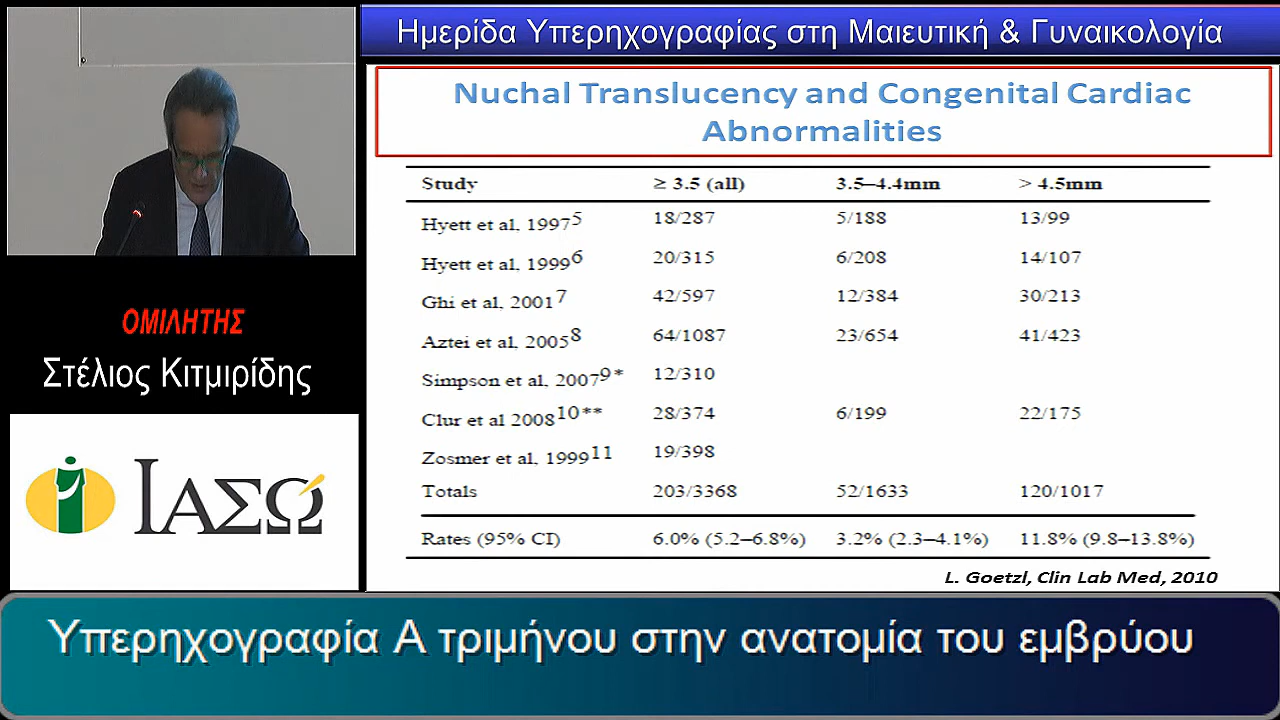 Ημερίδα Υπερηχογραφίας στη Μαιευτική & Γυναικολογία
Nuchal Translucency and Congenital Cardiac
Abnormalities
Study ≥ 3.5 (all) 3.5–4.4mm > 4.5mm
Hyett et al, 1997⁵ 18/287 5/188 13/99
Hyett et al, 1999⁶ 20/315 6/208 14/107
Ghi et al, 2001⁷ 42/597 12/384 30/213
Aztei et al, 2005⁸ 64/1087 23/654 41/423
Simpson et al, 2007⁹* 12/310
Clur et al 2008¹⁰** 28/374 6/199 22/175
Zosmer et al, 1999¹¹ 19/398
Totals 203/3368 52/1633 120/1017
Rates (95% CI) 6.0% (5.2–6.8%) 3.2% (2.3–4.1%) 11.8% (9.8–13.8%)
L. Goetzl, Clin Lab Med, 2010
ΟΜΙΛΗΤΗΣ
Στέλιος Κιτμιρίδης
ΙΑΣΩ
Υπερηχογραφία Α τριμήνου στην ανατομία του εμβρύου